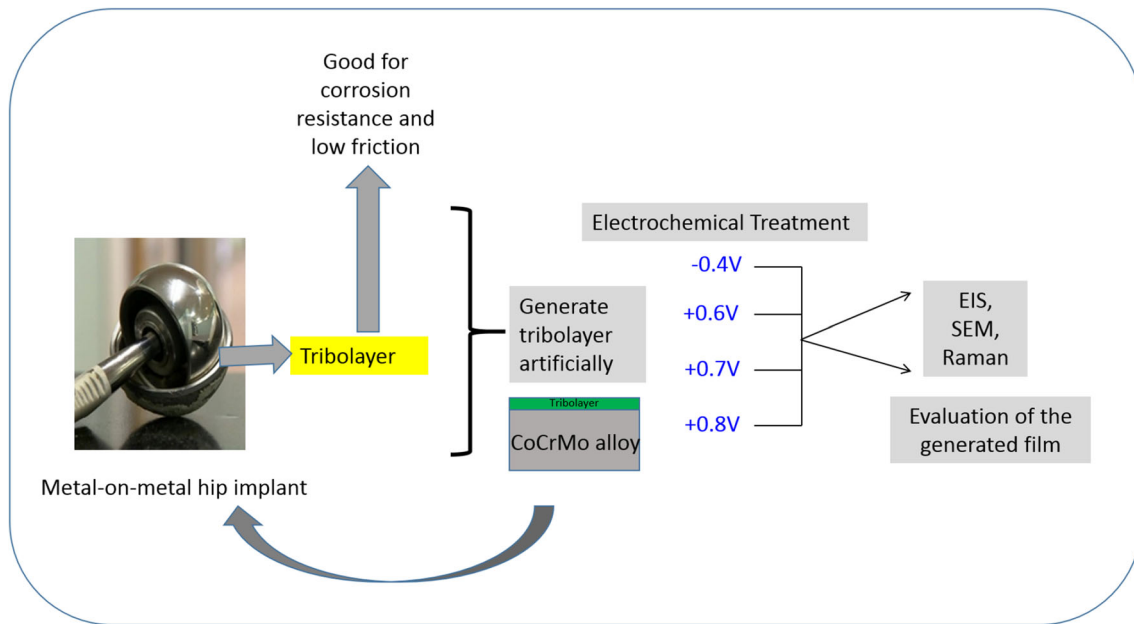 Good for
corrosion
resistance and
low friction
Tribolayer
Metal-on-metal hip implant
Generate
tribolayer
artificially
Tribolayer
CoCrMo alloy
Electrochemical Treatment
-0.4V
+0.6V
+0.7V
+0.8V
EIS,
SEM,
Raman
Evaluation of the
generated film